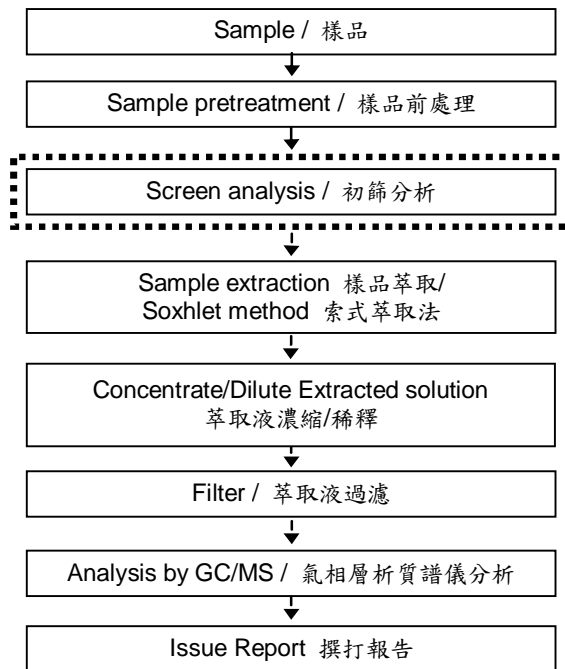 Sample / 樣品
Sample pretreatment / 樣品前處理
Screen analysis / 初篩分析
Sample extraction 樣品萃取/
Soxhlet method 索式萃取法
Concentrate/Dilute Extracted solution
萃取液濃縮/稀釋
Filter / 萃取液過濾
Analysis by GC/MS / 氣相層析質譜儀分析
Issue Report 撰打報告